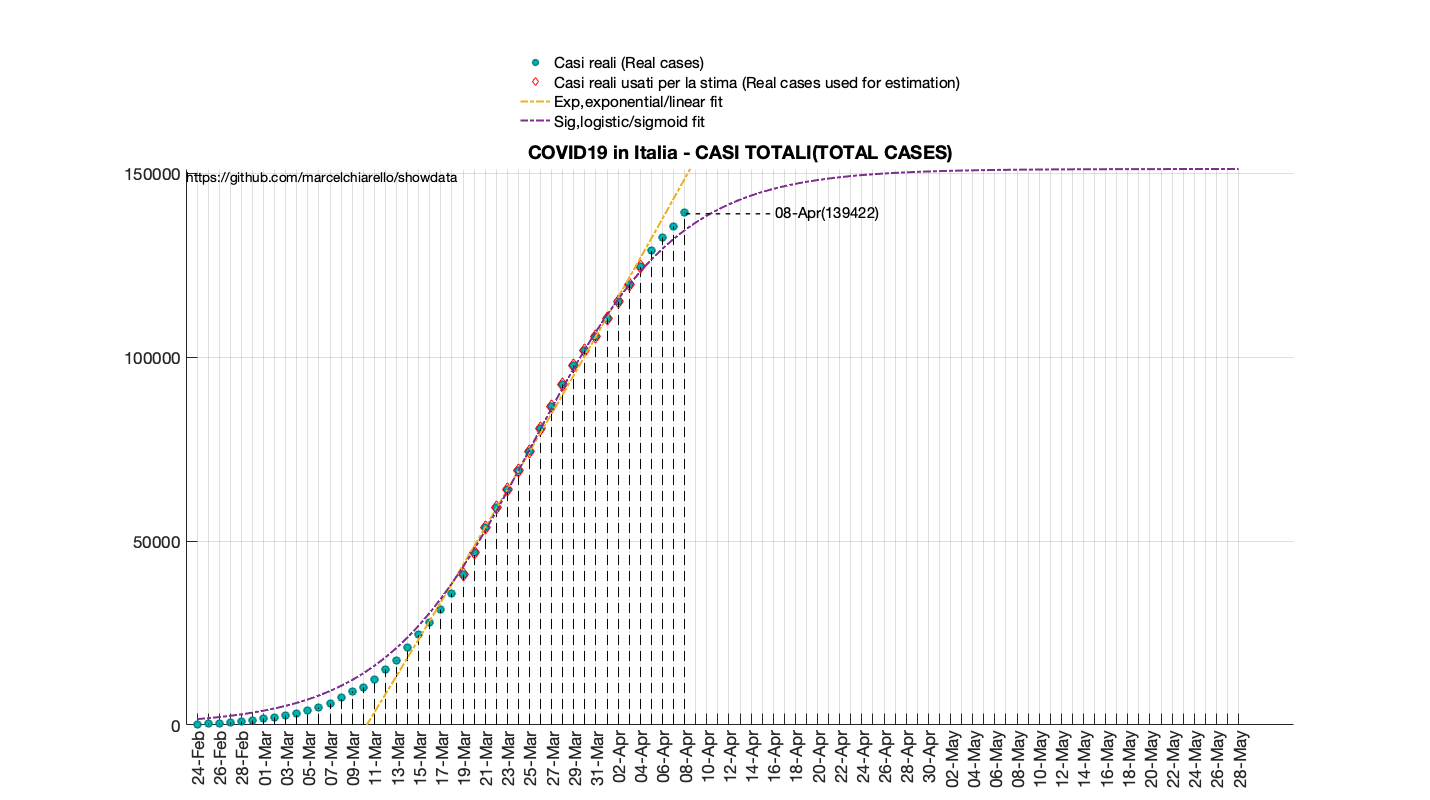 Casi reali (Real cases)
Casi reali usati per la stima (Real cases used for estimation)
Exp,exponential/linear fit
Sig,logistic/sigmoid fit
COVID19 in Italia - CASI TOTALI(TOTAL CASES)
150000
https://github.com/marcelchiarello/showdata
08-Apr(139422)
100000
50000
0
24-Feb
26-Feb
28-Feb
01-Mar
03-Mar
05-Mar
07-Mar
09-Mar
11-Mar
13-Mar
15-Mar
17-Mar
19-Mar
21-Mar
23-Mar
25-Mar
27-Mar
29-Mar
31-Mar
02-Apr
04-Apr
06-Apr
08-Apr
10-Apr
12-Apr
14-Apr
16-Apr
18-Apr
20-Apr
22-Apr
24-Apr
26-Apr
28-Apr
30-Apr
02-May
04-May
06-May
08-May
10-May
12-May
14-May
16-May
18-May
20-May
22-May
24-May
26-May
28-May